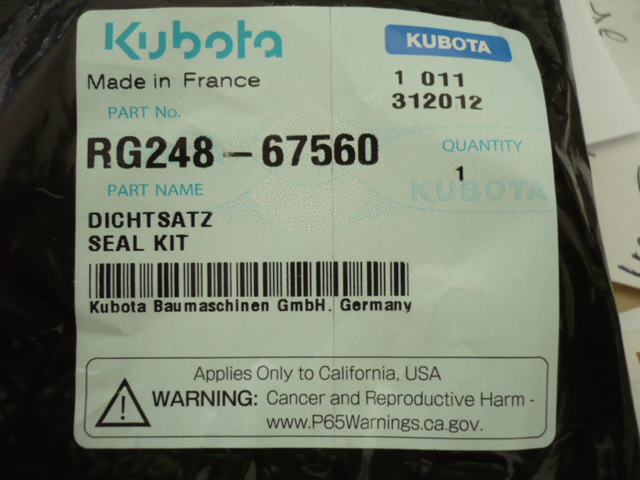 Kubota
KUBOTA
Made in France
1 011
312012
PART No.
RG248-67560
QUANTITY
1
PART NAME
KUBOTA
DICHTSATZ
SEAL KIT
Kubota Baumaschinen GmbH. Germany
Applies Only to California, USA
WARNING: Cancer and Reproductive Harm -
www.P65Warnings.ca.gov.